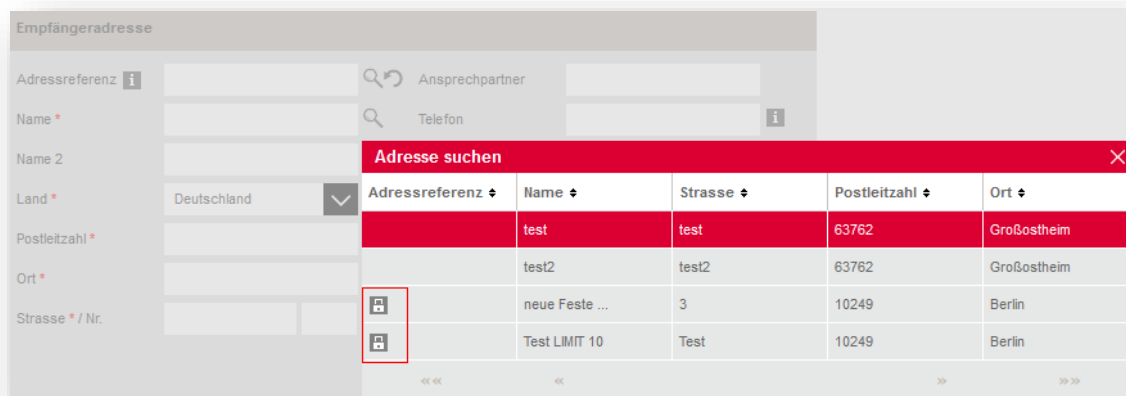 Empfängeradresse
Adressreferenz i Ansprechpartner
Name * Telefon i
Name 2
Adresse suchen
Land * Deutschland
Adressreferenz Name Strasse Postleitzahl Ort
test test 63762 Großostheim
Postleitzahl *
test2 test2 63762 Großostheim
Ort *
neue Feste ... 3 10249 Berlin
Strasse * / Nr.
Test LIMIT 10 Test 10249 Berlin
«« « » »»